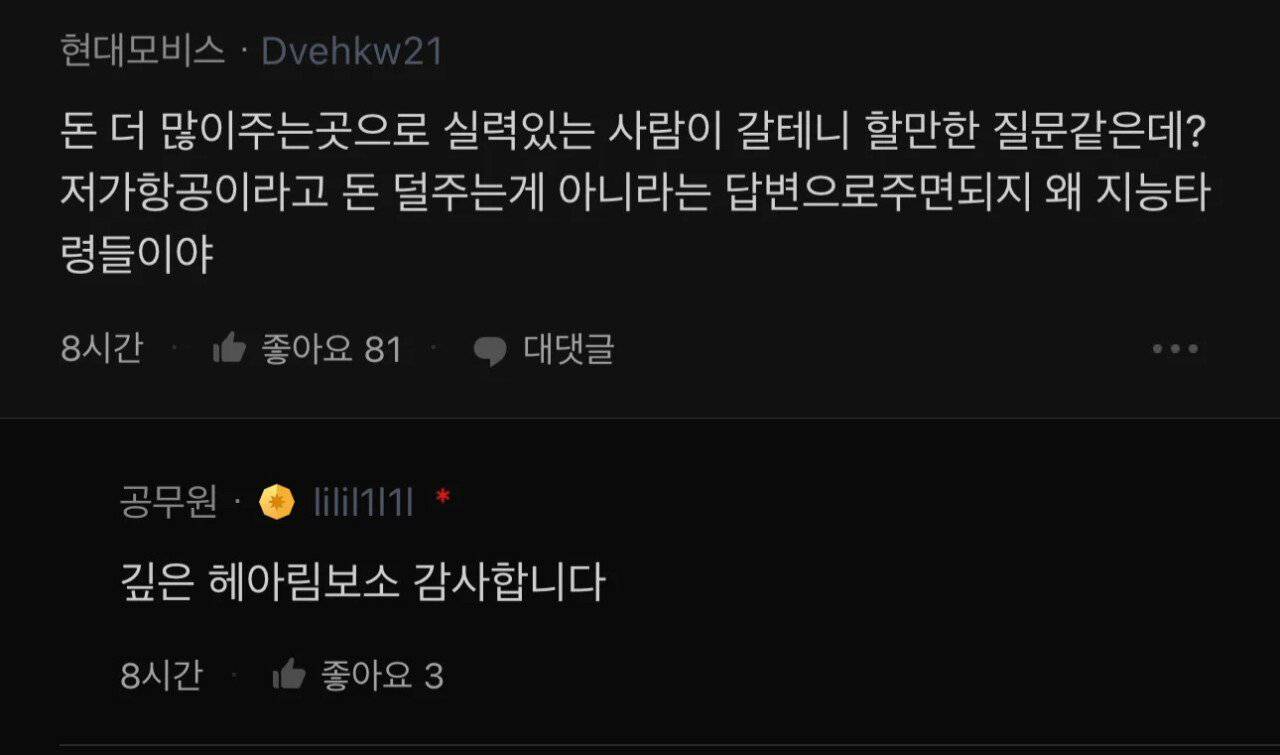 현대모비스 · Dvehkw21
돈 더 많이주는곳으로 실력있는 사람이 갈테니 할만한 질문같은데?
저가항공이라고 돈 덜주는게 아니라는 답변으로주면되지 왜 지능타
령들이야
8시간 · 좋아요 81 · 대댓글
공무원 · lilil1l1l *
깊은 헤아림보소 감사합니다
8시간 · 좋아요 3